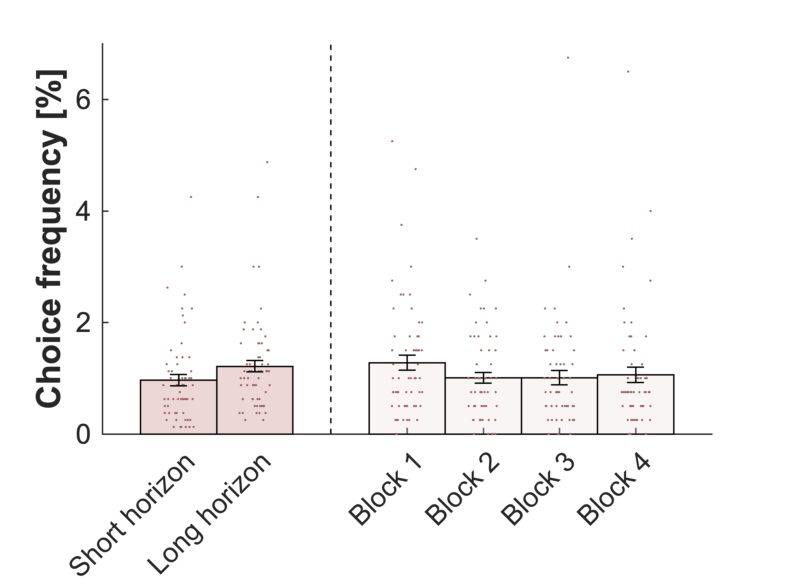 Choice frequency [%]
6
4
2
0
Short horizon
Long horizon
Block 1
Block 2
Block 3
Block 4